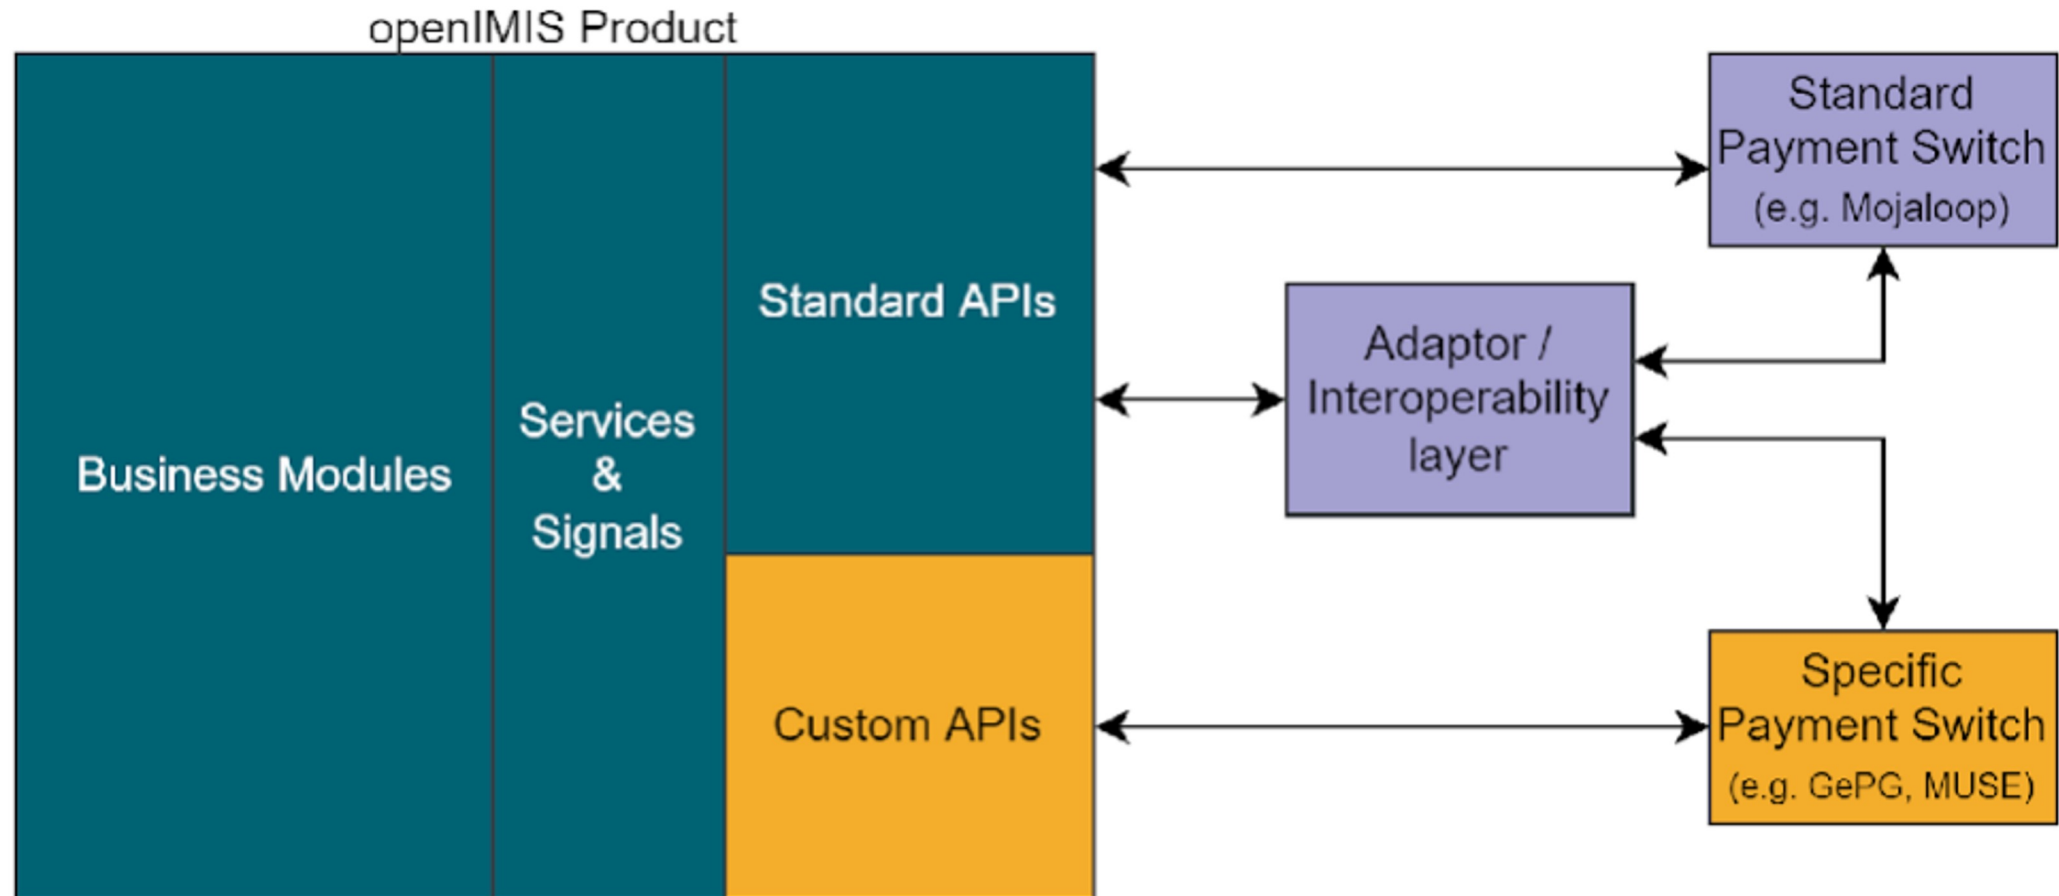 openIMIS Product
Business Modules
Services
&
Signals
Standard APIs
Custom APIs
Adaptor /
Interoperability
layer
Standard
Payment Switch
(e.g. Mojaloop)
Specific
Payment Switch
(e.g. GePG, MUSE)